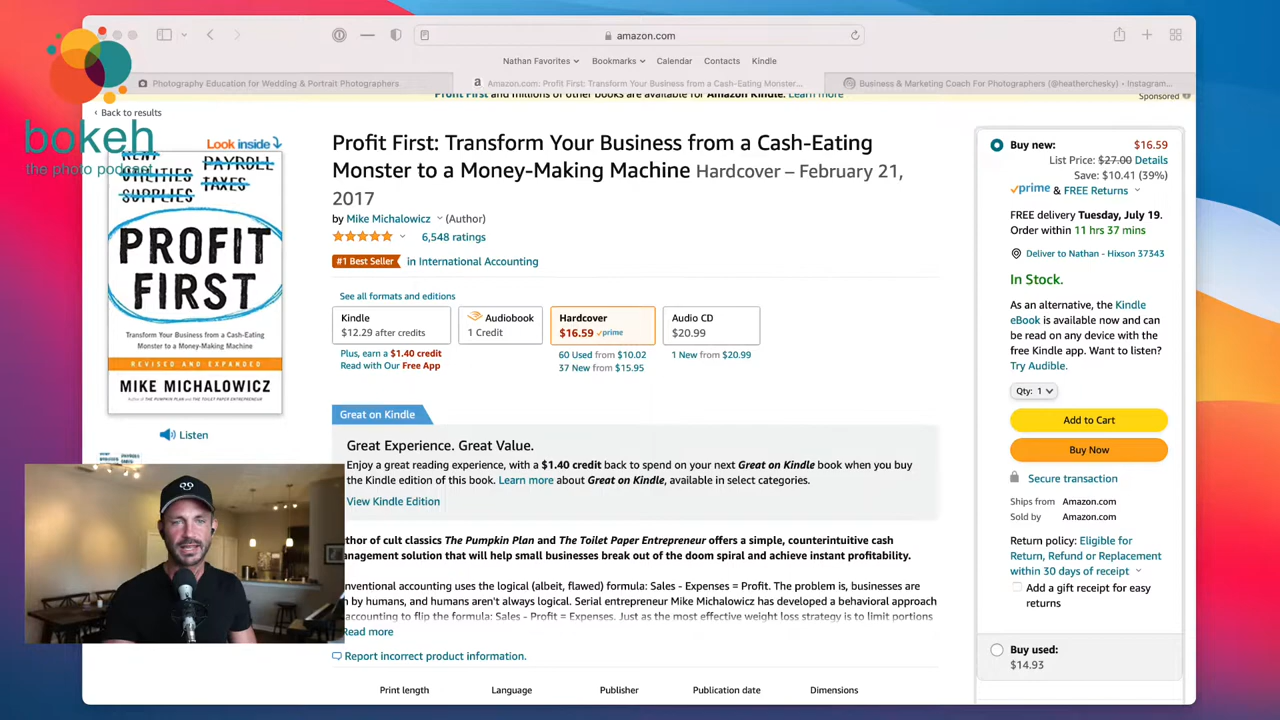 amazon.com
Nathan Favorites Bookmarks Calendar Contacts Kindle
Photography Education for Wedding & Portrait Photographers
a Amazon.com: Profit First: Transform Your Business from a Cash-Eating Monster...
Business & Marketing Coach For Photographers (@heatherchesky) • Instagram...
Profit First and millions of other books are available for Amazon Kindle. Learn more
Sponsored
‹ Back to results
bokeh
the photo podcast
Look inside
RENT
UTILITIES
SUPPLIES
PAYROLL
TAXES
PROFIT
FIRST
Transform Your Business from a Cash-Eating
Monster to a Money-Making Machine
REVISED AND EXPANDED
MIKE MICHALOWICZ
Author of THE PUMPKIN PLAN and THE TOILET PAPER ENTREPRENEUR
Listen
Profit First: Transform Your Business from a Cash-Eating
Monster to a Money-Making Machine Hardcover – February 21,
2017
by Mike Michalowicz (Author)
6,548 ratings
#1 Best Seller in International Accounting
See all formats and editions
Kindle
$12.29 after credits
Audiobook
1 Credit
Hardcover
$16.59 prime
Audio CD
$20.99
Plus, earn a $1.40 credit
Read with Our Free App
60 Used from $10.02
37 New from $15.95
1 New from $20.99
Great on Kindle
Great Experience. Great Value.
Enjoy a great reading experience, with a $1.40 credit back to spend on your next Great on Kindle book when you buy
the Kindle edition of this book. Learn more about Great on Kindle, available in select categories.
View Kindle Edition
thor of cult classics The Pumpkin Plan and The Toilet Paper Entrepreneur offers a simple, counterintuitive cash
nagement solution that will help small businesses break out of the doom spiral and achieve instant profitability.
nventional accounting uses the logical (albeit, flawed) formula: Sales - Expenses = Profit. The problem is, businesses are
n by humans, and humans aren't always logical. Serial entrepreneur Mike Michalowicz has developed a behavioral approach
accounting to flip the formula: Sales - Profit = Expenses. Just as the most effective weight loss strategy is to limit portions
Read more
Report incorrect product information.
Print length Language Publisher Publication date Dimensions
Buy new: $16.59
List Price: $27.00 Details
Save: $10.41 (39%)
prime & FREE Returns
FREE delivery Tuesday, July 19.
Order within 11 hrs 37 mins
Deliver to Nathan - Hixson 37343
In Stock.
As an alternative, the Kindle
eBook is available now and can
be read on any device with the
free Kindle app. Want to listen?
Try Audible.
Qty: 1
Add to Cart
Buy Now
Secure transaction
Ships from Amazon.com
Sold by Amazon.com
Return policy: Eligible for
Return, Refund or Replacement
within 30 days of receipt
Add a gift receipt for easy
returns
Buy used:
$14.93